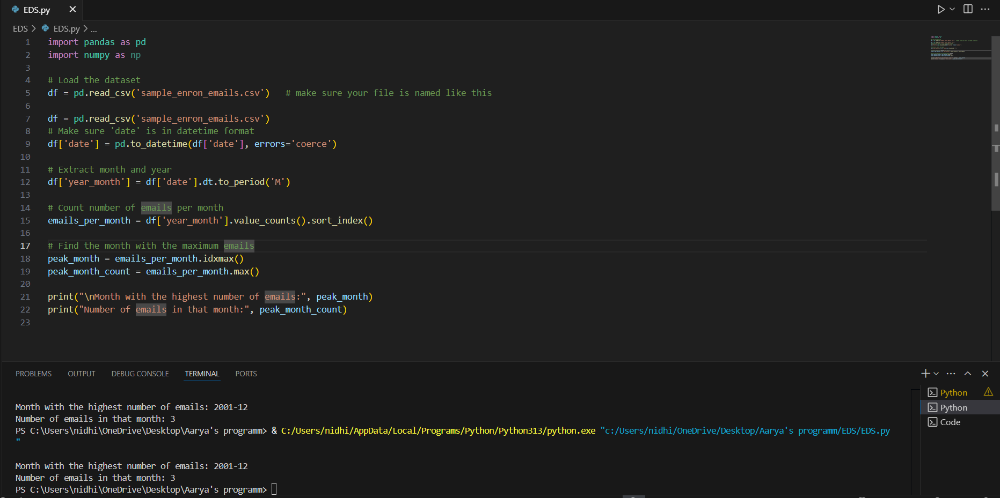 EDS.py
EDS > EDS.py > ...
1 import pandas as pd
2 import numpy as np
3
4 # Load the dataset
5 df = pd.read_csv('sample_enron_emails.csv')   # make sure your file is named like this
6
7 df = pd.read_csv('sample_enron_emails.csv')
8 # Make sure 'date' is in datetime format
9 df['date'] = pd.to_datetime(df['date'], errors='coerce')
10
11 # Extract month and year
12 df['year_month'] = df['date'].dt.to_period('M')
13
14 # Count number of emails per month
15 emails_per_month = df['year_month'].value_counts().sort_index()
16
17 # Find the month with the maximum emails
18 peak_month = emails_per_month.idxmax()
19 peak_month_count = emails_per_month.max()
20
21 print("\nMonth with the highest number of emails:", peak_month)
22 print("Number of emails in that month:", peak_month_count)
23
PROBLEMS OUTPUT DEBUG CONSOLE TERMINAL PORTS
Month with the highest number of emails: 2001-12
Number of emails in that month: 3
PS C:\Users\nidhi\OneDrive\Desktop\Aarya's programm> & C:/Users/nidhi/AppData/Local/Programs/Python/Python313/python.exe "c:/Users/nidhi/OneDrive/Desktop/Aarya's programm/EDS/EDS.py
"
Month with the highest number of emails: 2001-12
Number of emails in that month: 3
PS C:\Users\nidhi\OneDrive\Desktop\Aarya's programm>
Python
Python
Code